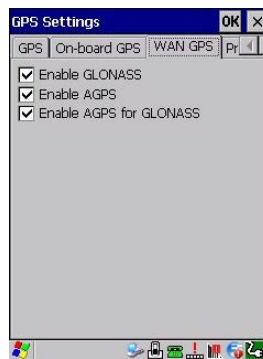 GPS Settings OK ×
GPS On-board GPS WAN GPS Pr
Enable GLONASS
Enable AGPS
Enable AGPS for GLONASS